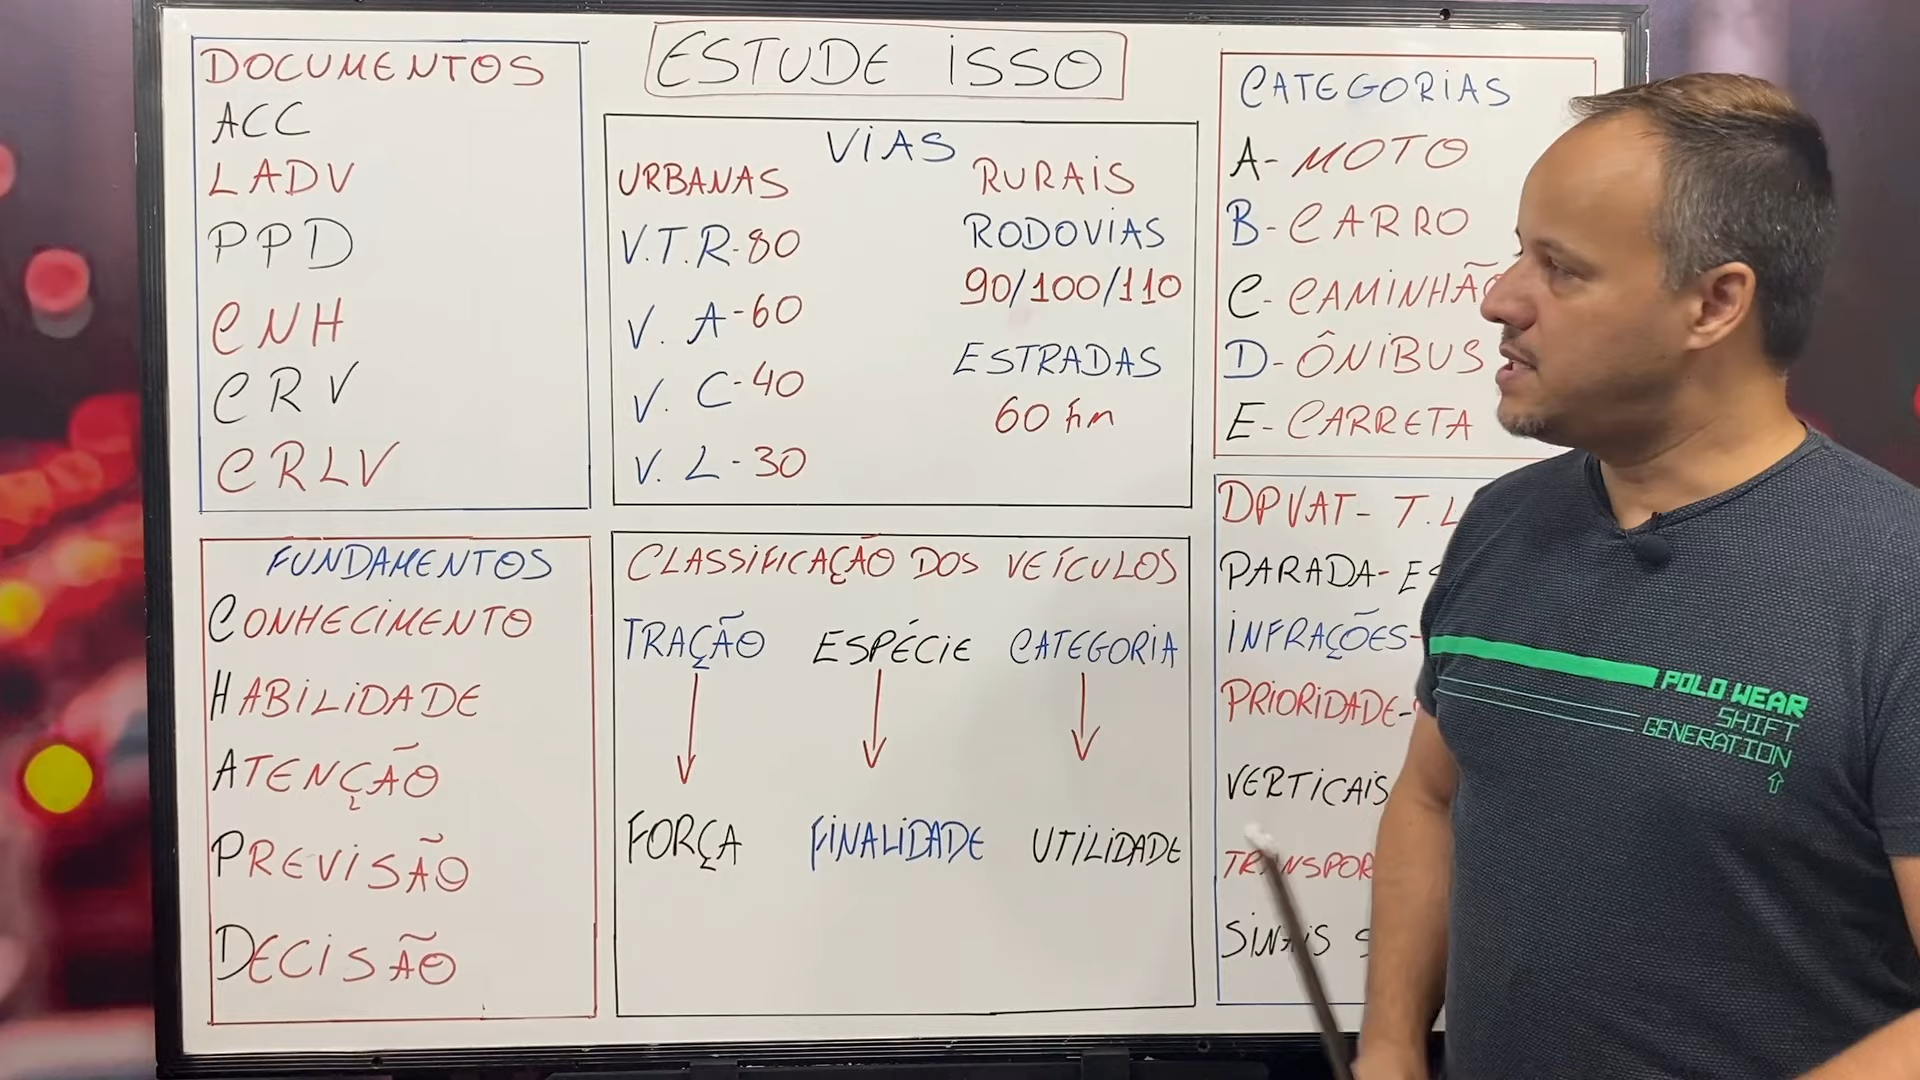 ESTUDE ISSO
DOCUMENTOS
ACC
LADV
PPD
CNH
CRV
CRLV
VIAS
URBANAS
V.T.R-80
V. A-60
V. C-40
V. L-30
RURAIS
RODOVIAS
90/100/110
ESTRADAS
60 km
CATEGORIAS
A-MOTO
B-CARRO
C-CAMINHÃO
D-ÔNIBUS
E-CARRETA
FUNDAMENTOS
CONHECIMENTO
HABILIDADE
ATENÇÃO
PREVISÃO
DECISÃO
CLASSIFICAÇÃO DOS VEÍCULOS
TRAÇÃO ESPÉCIE CATEGORIA
FORÇA FINALIDADE UTILIDADE
DPVAT- T.L
PARADA-
INFRAÇÕES-
PRIORIDADE-
VERTICAIS
TRANSPOR
SINAIS S
POLO WEAR
SHIFT
GENERATION